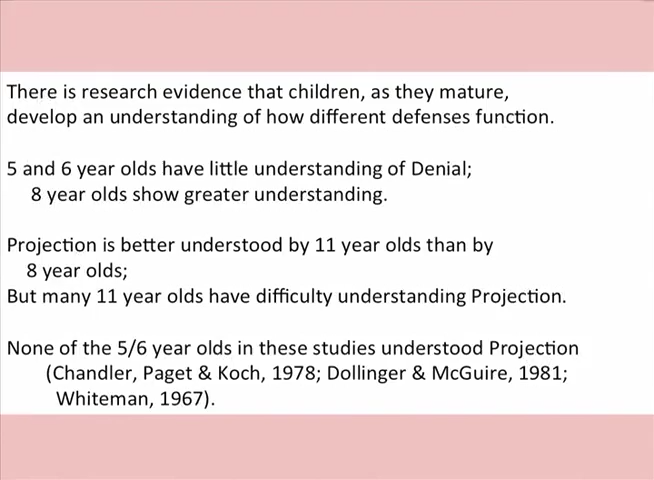 There is research evidence that children, as they mature,
develop an understanding of how different defenses function.
5 and 6 year olds have little understanding of Denial;
8 year olds show greater understanding.
Projection is better understood by 11 year olds than by
8 year olds;
But many 11 year olds have difficulty understanding Projection.
None of the 5/6 year olds in these studies understood Projection
(Chandler, Paget & Koch, 1978; Dollinger & McGuire, 1981;
Whiteman, 1967).